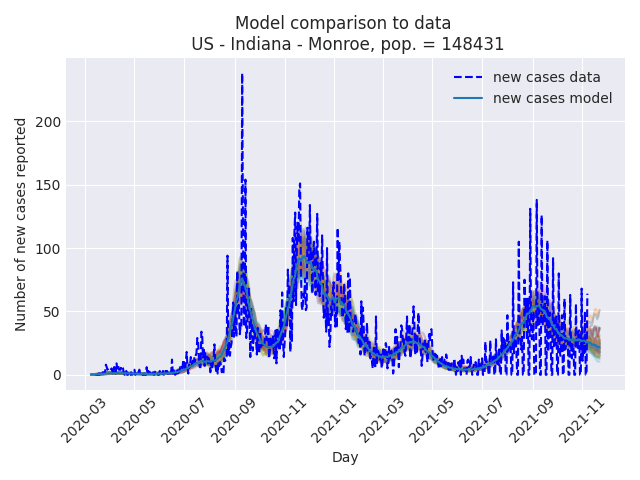 Model comparison to data
US - Indiana - Monroe, pop. = 148431
new cases data
new cases model
Number of new cases reported
200
150
100
50
0
2020-03
2020-05
2020-07
2020-09
2020-11
2021-01
2021-03
2021-05
2021-07
2021-09
2021-11
Day